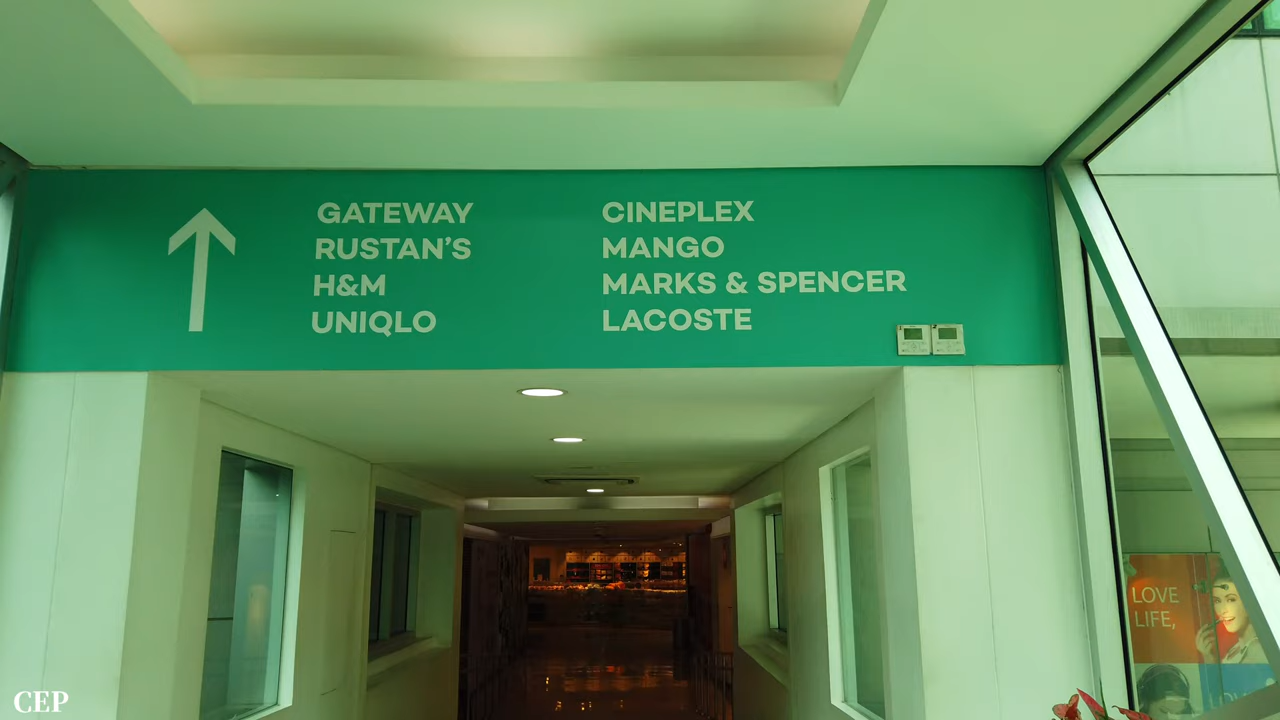 GATEWAY
RUSTAN'S
H&M
UNIQLO
CINEPLEX
MANGO
MARKS & SPENCER
LACOSTE
LOVE
LIFE,
CEP